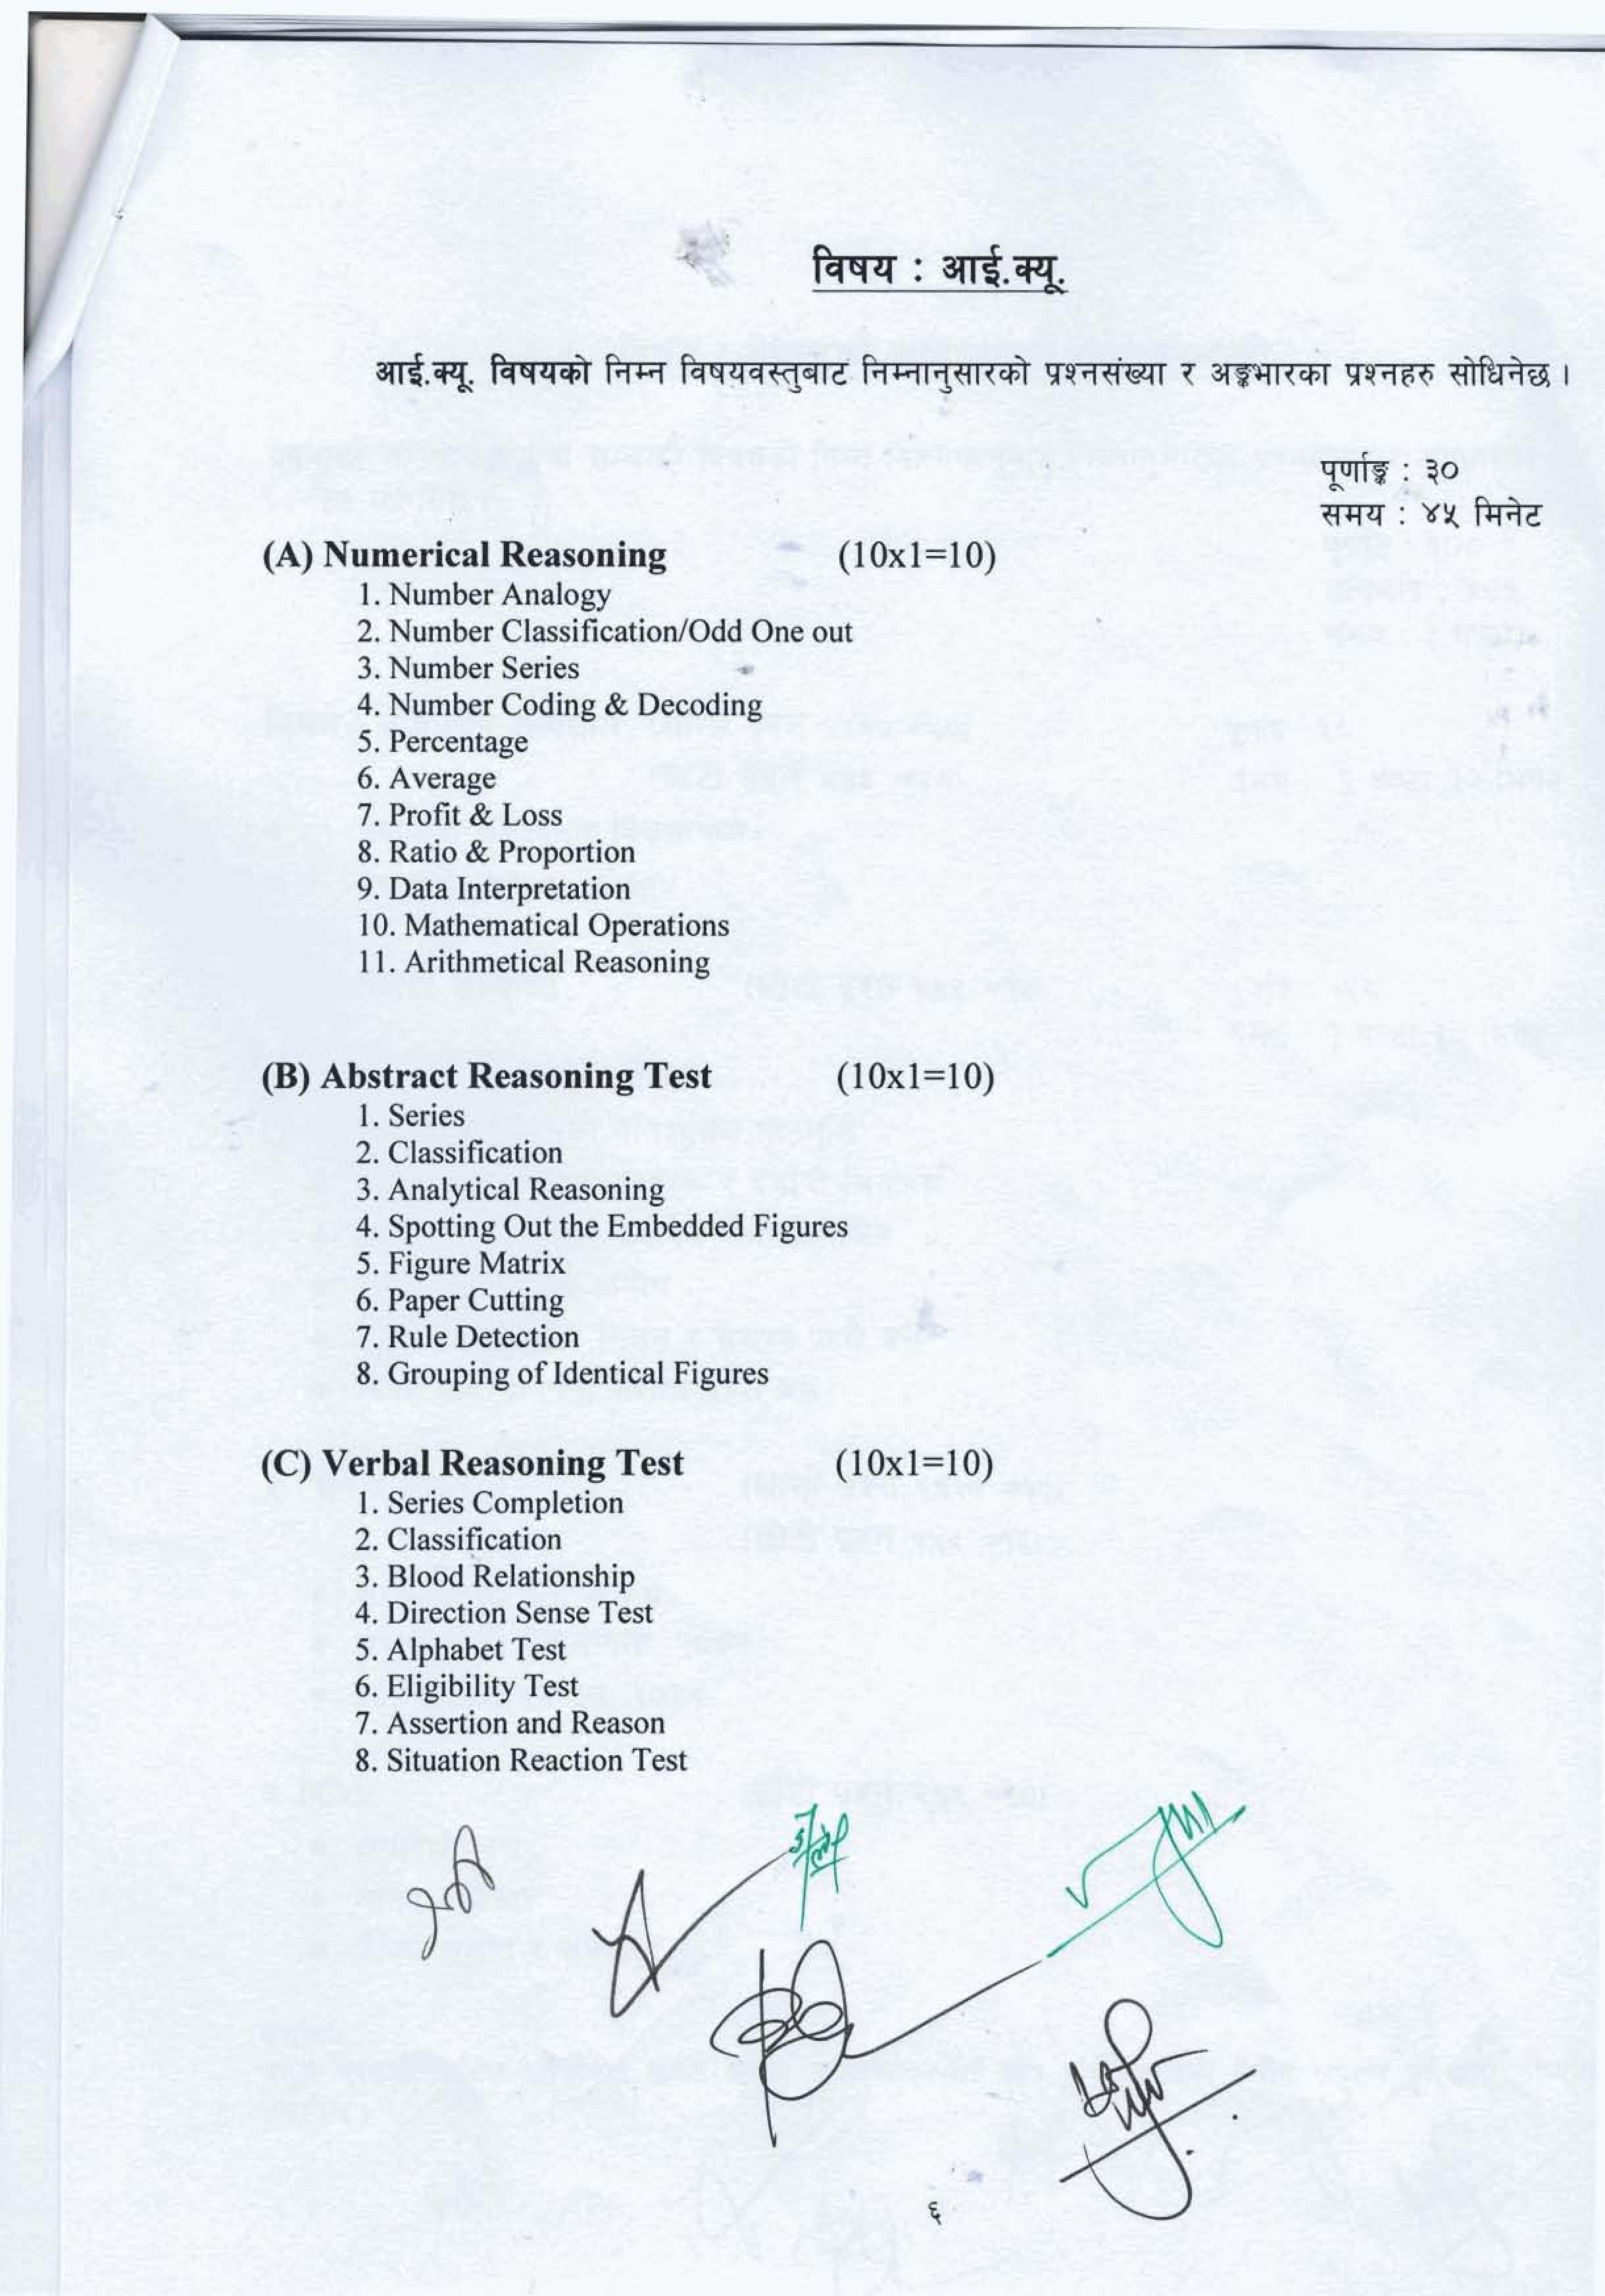 विषय : आई.क्यू.
आई.क्यू. विषयको निम्न विषयवस्तुबाट निम्नानुसारको प्रश्नसंख्या र अङ्कभारका प्रश्नहरु सोधिनेछ ।
पूर्णाङ्क : ३०
समय : ४५ मिनेट
(A) Numerical Reasoning (10x1=10)
1. Number Analogy
2. Number Classification/Odd One out
3. Number Series
4. Number Coding & Decoding
5. Percentage
6. Average
7. Profit & Loss
8. Ratio & Proportion
9. Data Interpretation
10. Mathematical Operations
11. Arithmetical Reasoning
(B) Abstract Reasoning Test (10x1=10)
1. Series
2. Classification
3. Analytical Reasoning
4. Spotting Out the Embedded Figures
5. Figure Matrix
6. Paper Cutting
7. Rule Detection
8. Grouping of Identical Figures
(C) Verbal Reasoning Test (10x1=10)
1. Series Completion
2. Classification
3. Blood Relationship
4. Direction Sense Test
5. Alphabet Test
6. Eligibility Test
7. Assertion and Reason
8. Situation Reaction Test
६